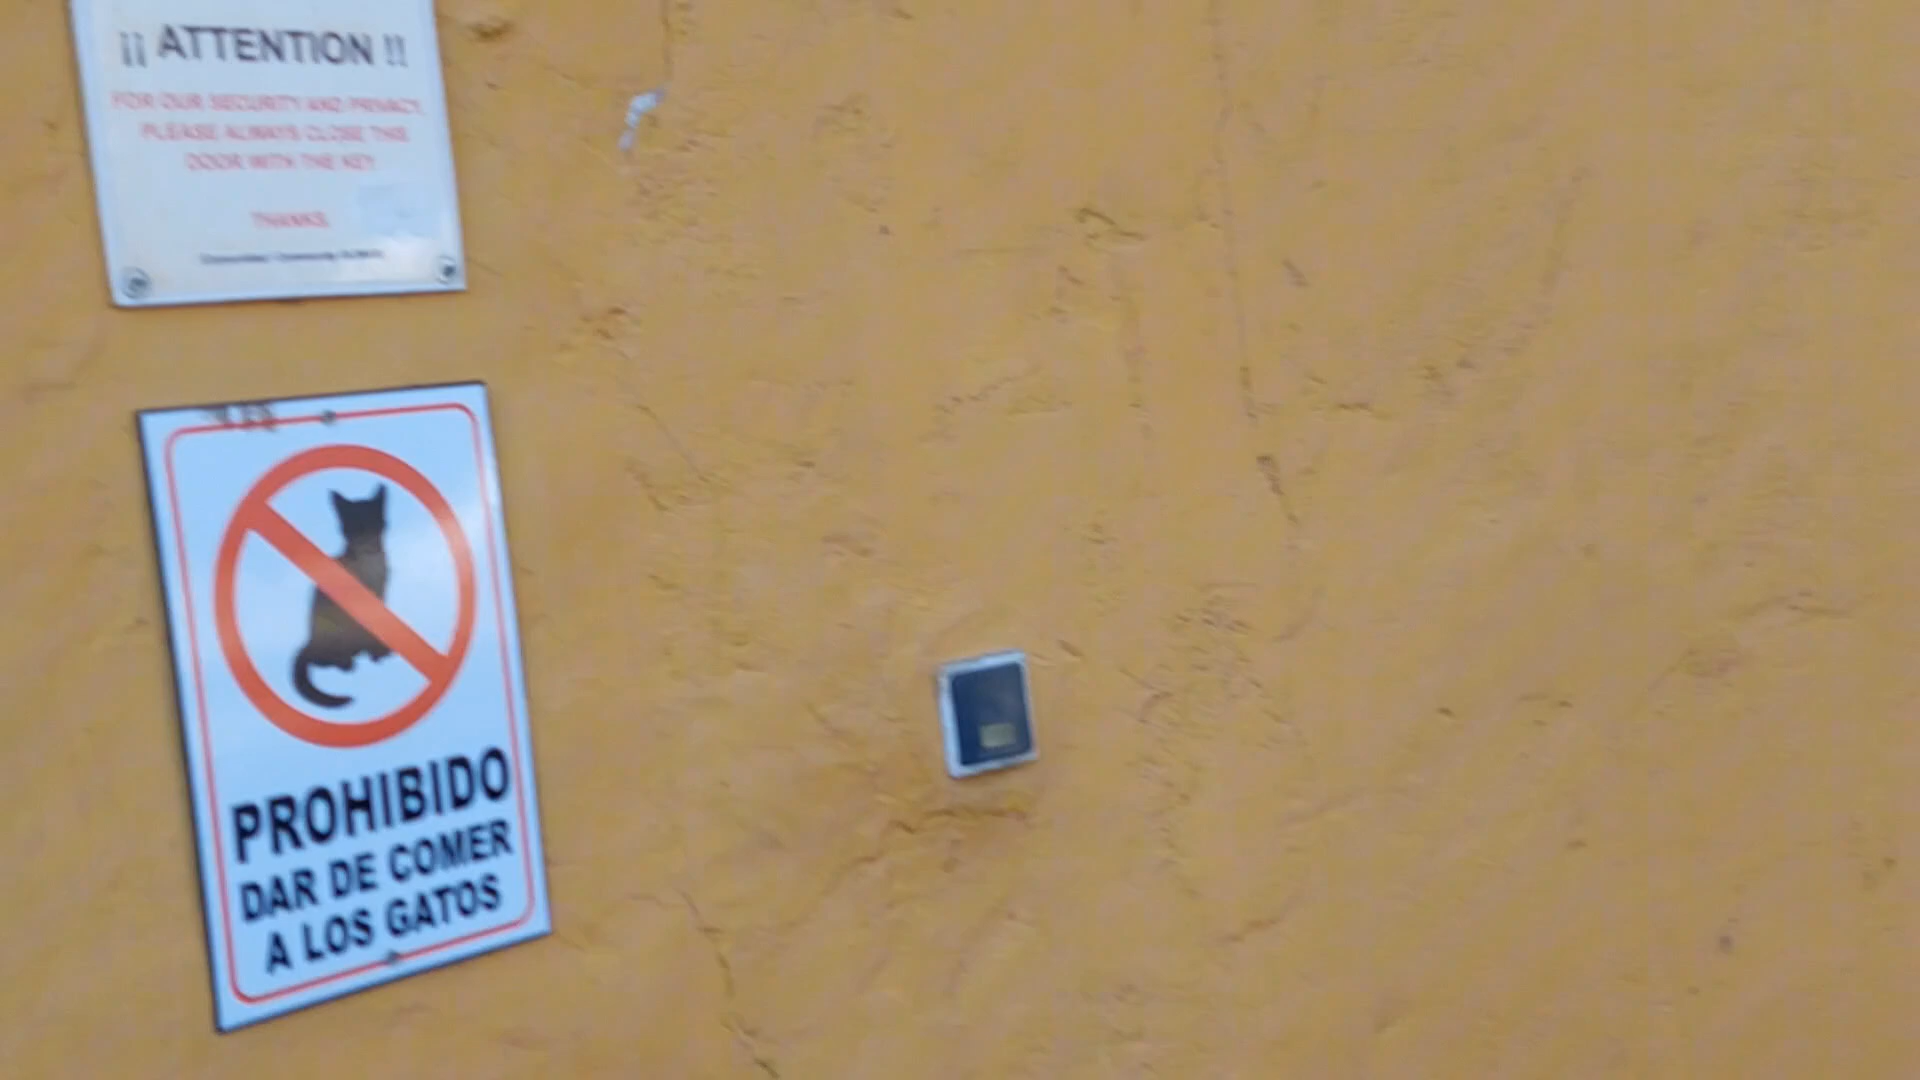 ¡¡ ATTENTION !!
FOR OUR SECURITY AND PRIVACY,
PLEASE ALWAYS CLOSE THIS
DOOR WITH THE KEY
THANKS
PROHIBIDO
DAR DE COMER
A LOS GATOS